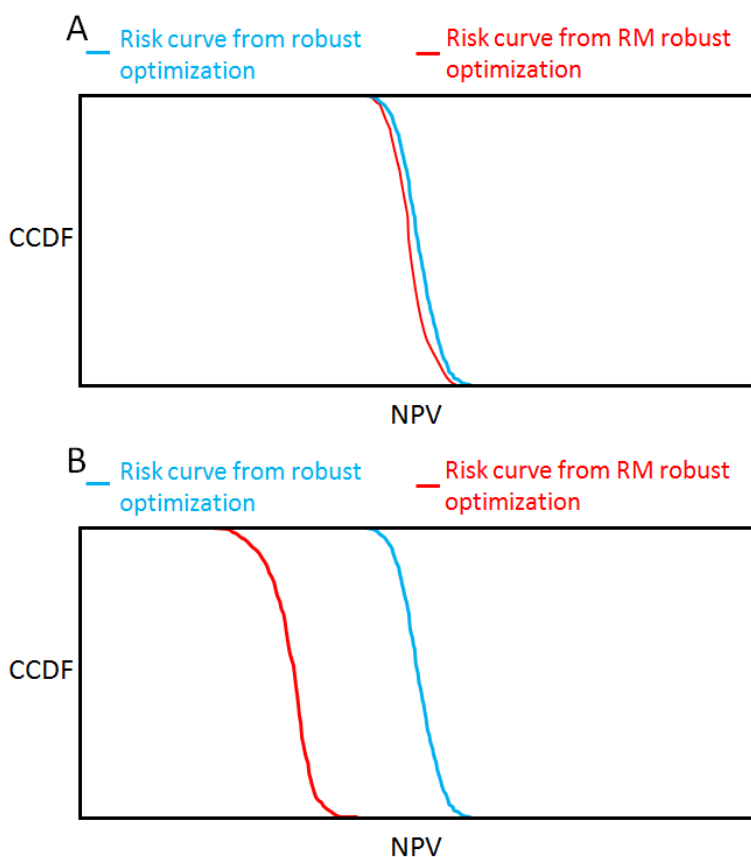 A
Risk curve from robust
optimization
Risk curve from RM robust
optimization
CCDF
NPV
B
Risk curve from robust
optimization
Risk curve from RM robust
optimization
CCDF
NPV